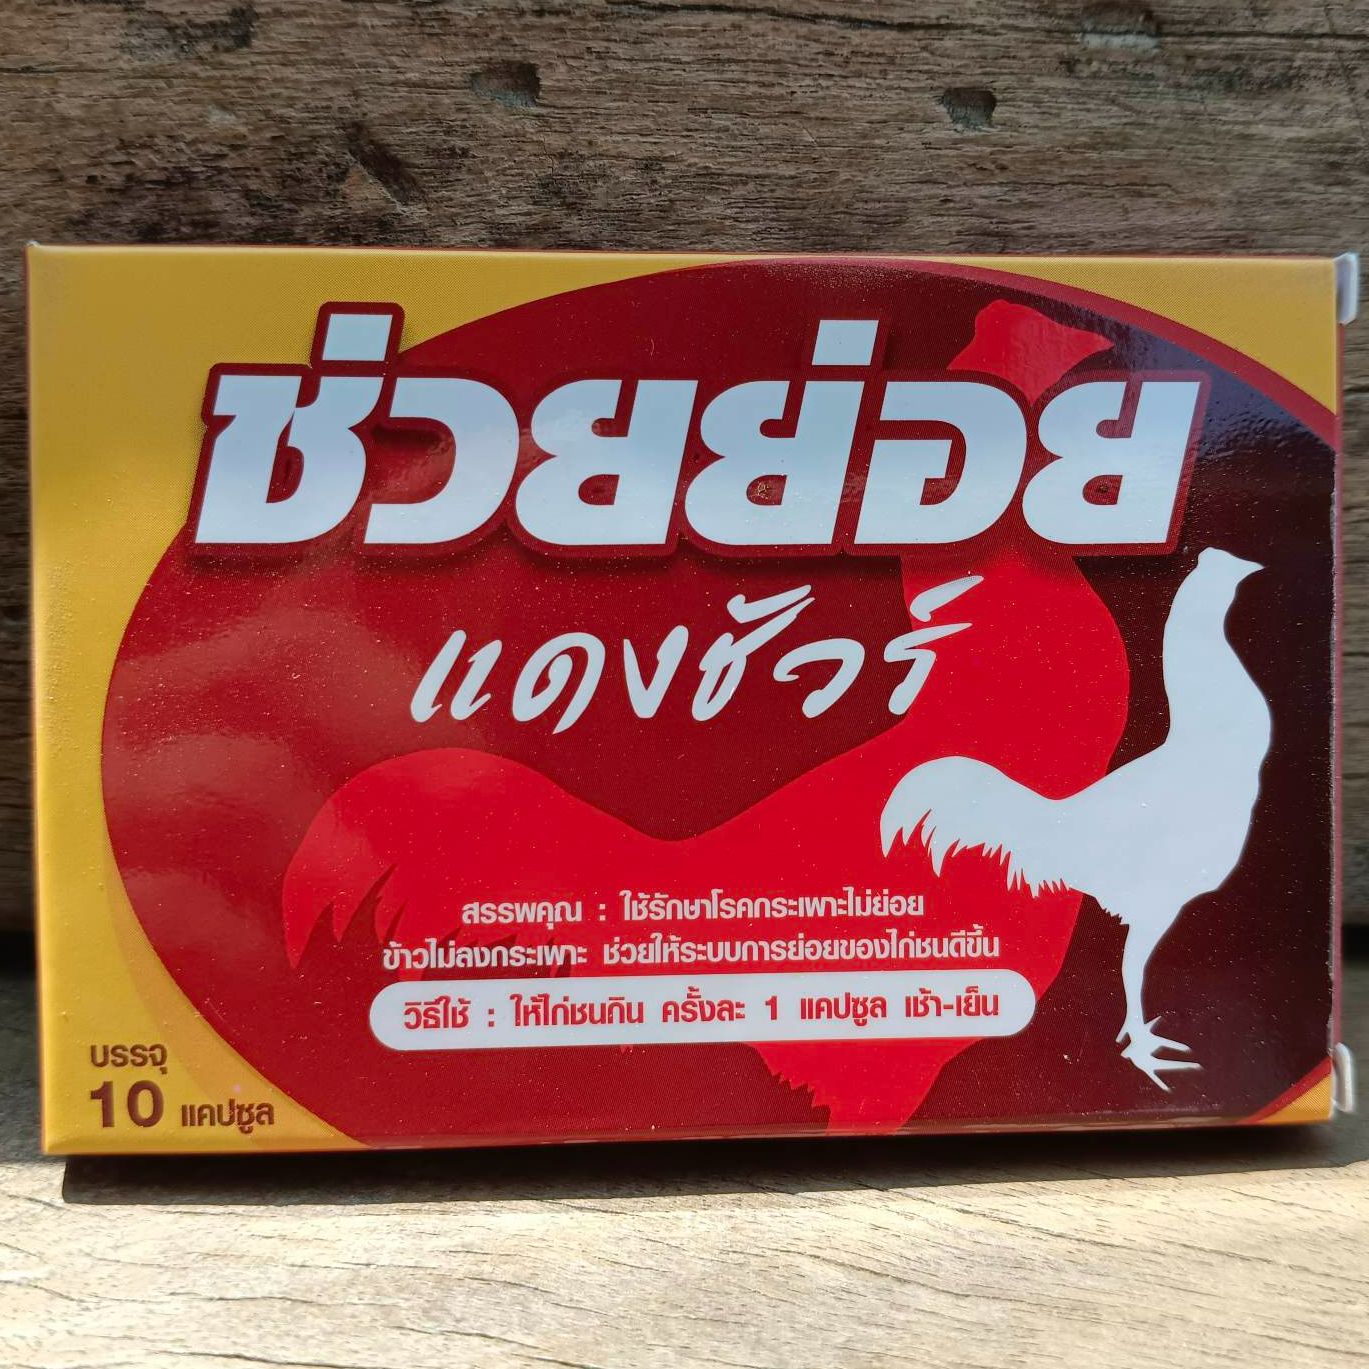 ช่วยย่อย
แดงชัวร์
สรรพคุณ : ใช้รักษาโรคกระเพาะไม่ย่อย
ข้าวไม่ลงกระเพาะ ช่วยให้ระบบการย่อยของไก่ชนดีขึ้น
วิธีใช้ : ให้ไก่ชนกิน ครั้งละ 1 แคปซูล เช้า-เย็น
บรรจุ
10 แคปซูล